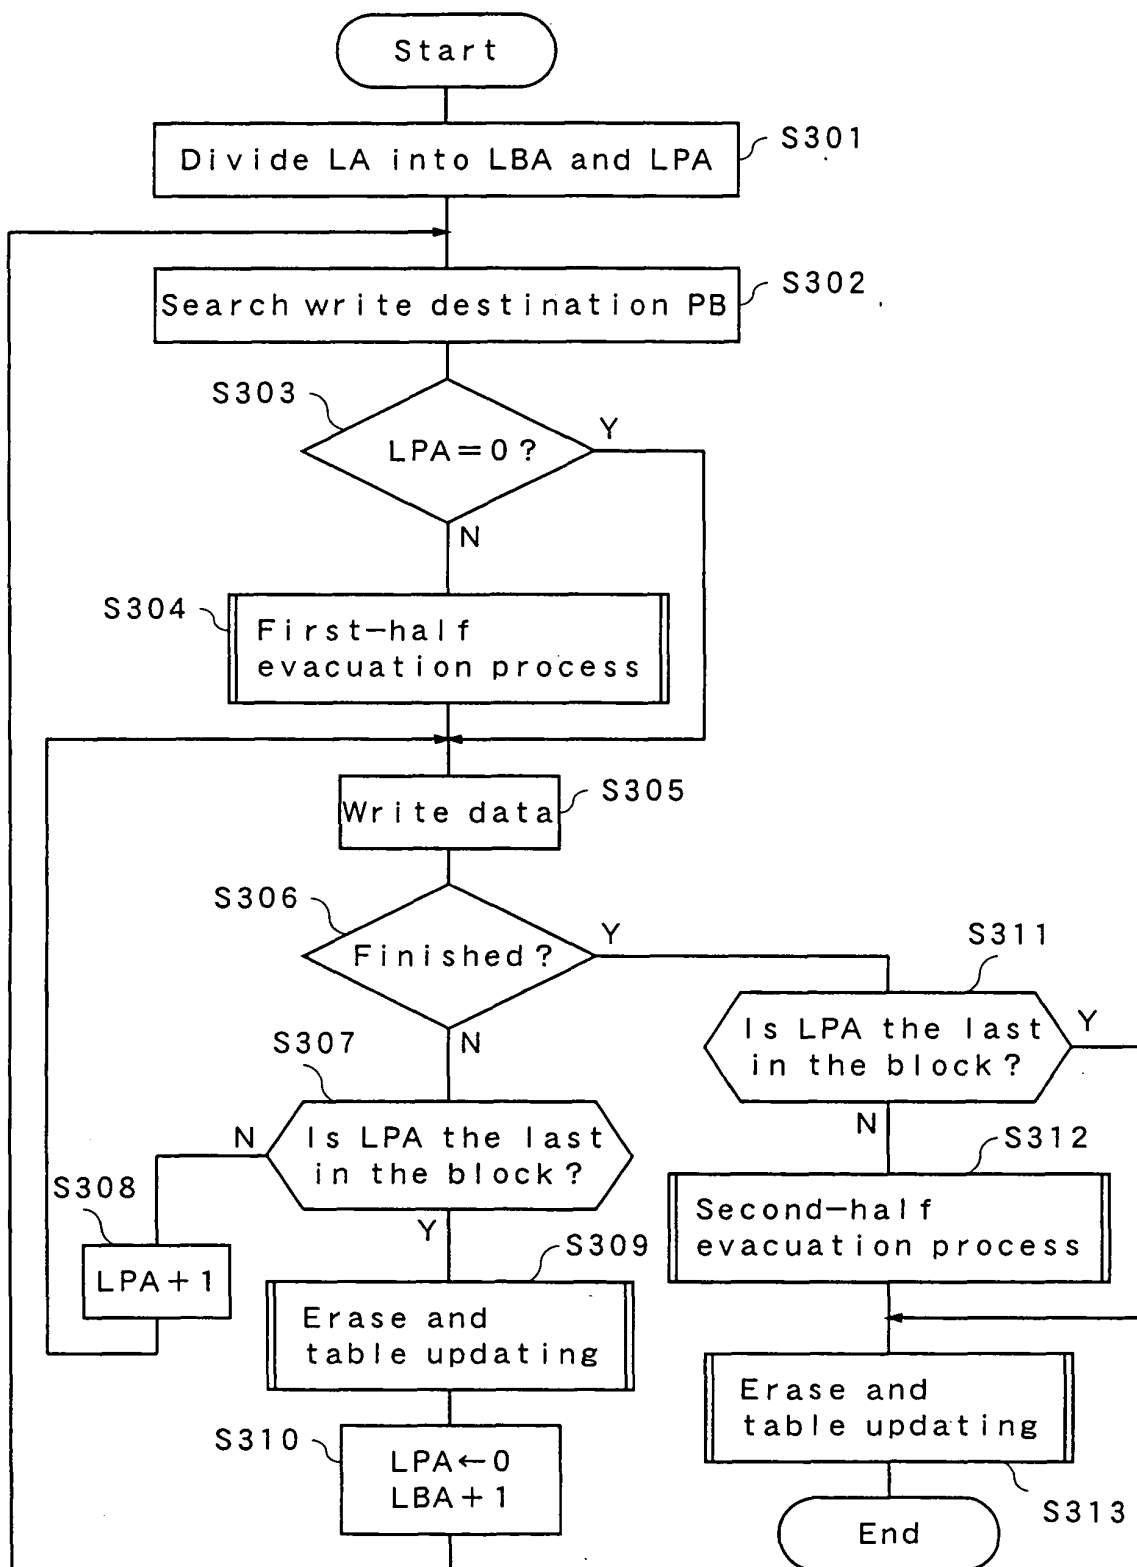 Start
S301
Divide LA into LBA and LPA
S302
Search write destination PB
S303
LPA=0?
Y
N
S304
First-half
evacuation process
S305
Write data
S306
Finished?
Y
N
S311
Is LPA the last
in the block?
Y
N
S307
Is LPA the last
in the block?
N
Y
S308
LPA+1
S312
Second-half
evacuation process
S309
Erase and
table updating
S310
LPA←0
LBA+1
Erase and
table updating
S313
End